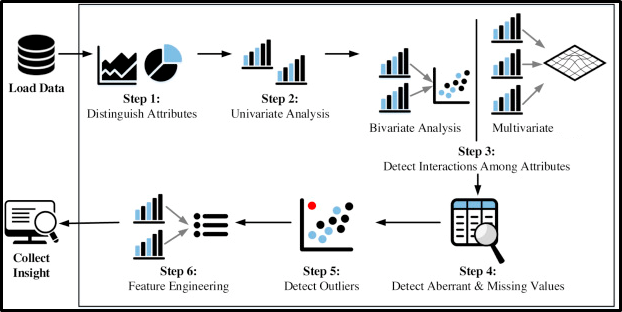 Load Data
Step 1:
Distinguish Attributes
Step 2:
Univariate Analysis
Bivariate Analysis
Multivariate
Step 3:
Detect Interactions Among Attributes
Step 4:
Detect Aberrant & Missing Values
Step 5:
Detect Outliers
Step 6:
Feature Engineering
Collect
Insight